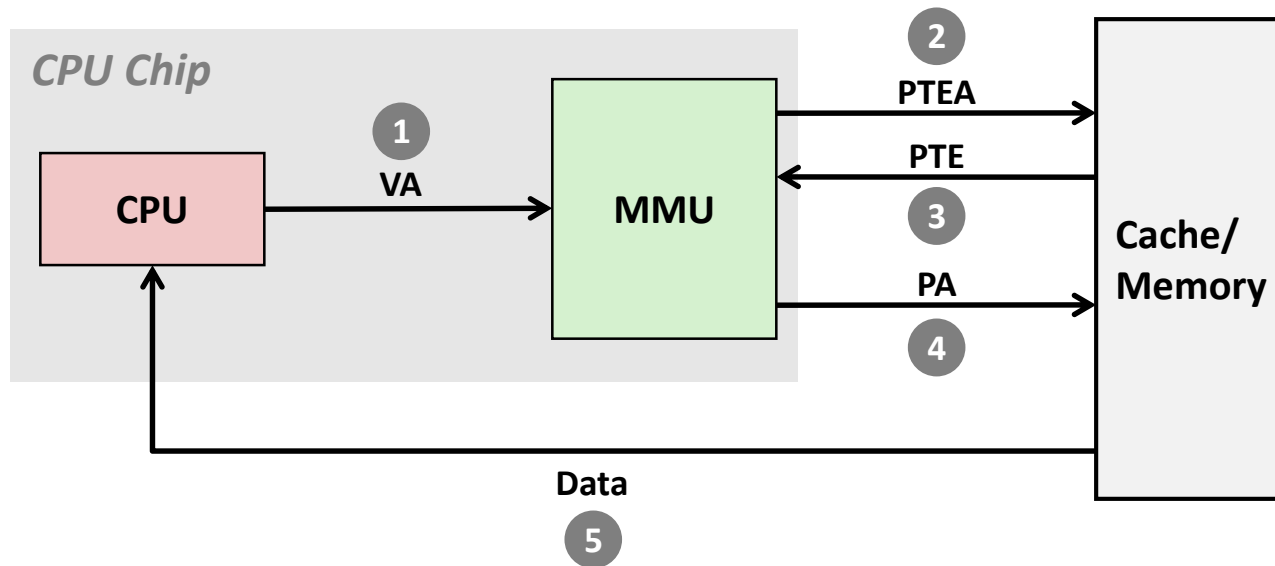 2
CPU Chip
PTEA
1
VA
PTE
CPU
MMU
3
Cache/
Memory
PA
4
Data
5